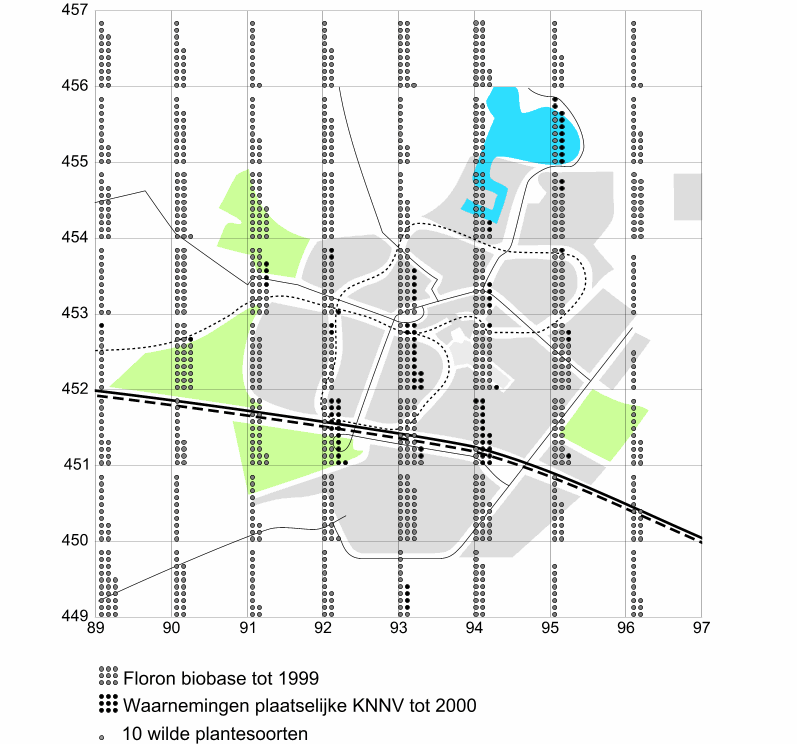 457
456
455
454
453
452
451
450
449
89 90 91 92 93 94 95 96 97
Floron biobase tot 1999
Waarnemingen plaatselijke KNNV tot 2000
10 wilde plantesoorten